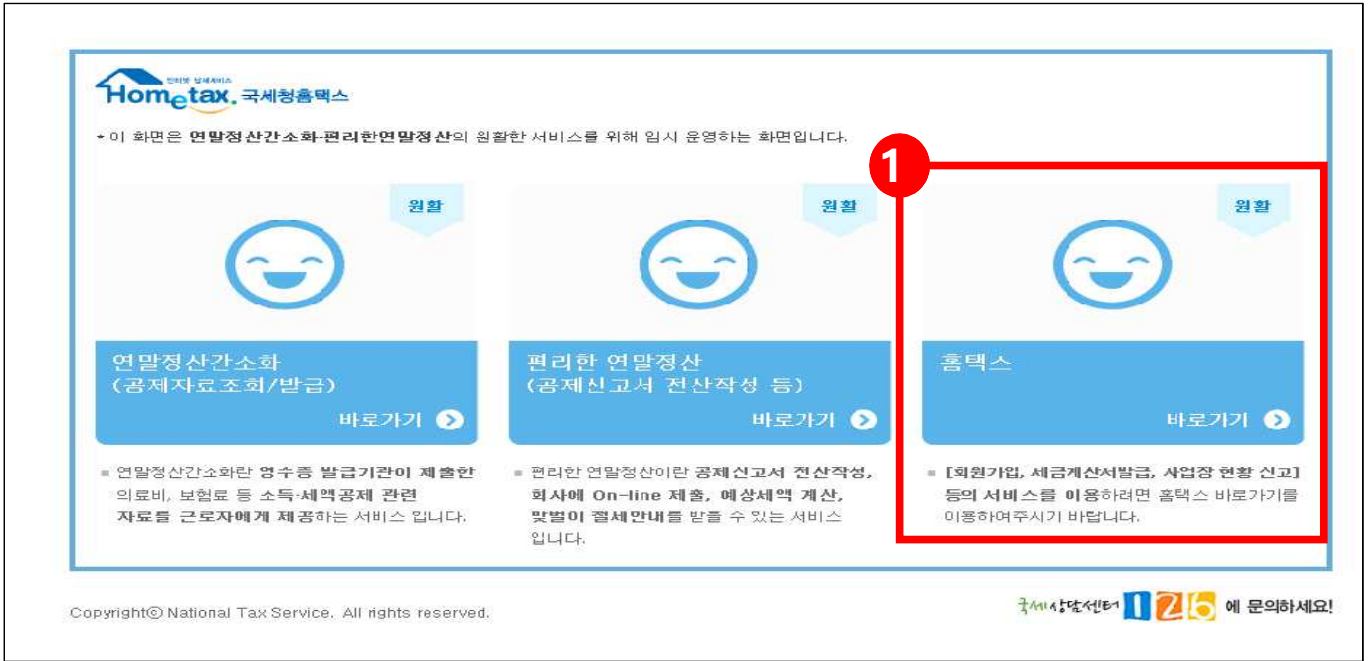 인터넷 납세서비스
Hometax. 국세청홈택스
* 이 화면은 연말정산간소화·편리한연말정산의 원활한 서비스를 위해 임시 운영하는 화면입니다.
1
원활
원활
원활
연말정산간소화
(공제자료조회/발급)
바로가기
편리한 연말정산
(공제신고서 전산작성 등)
바로가기
홈택스
바로가기
연말정산간소화란 영수증 발급기관이 제출한
의료비, 보험료 등 소득·세액공제 관련
자료를 근로자에게 제공하는 서비스 입니다.
편리한 연말정산이란 공제신고서 전산작성,
회사에 On-line 제출, 예상세액 계산,
맞벌이 절세안내를 받을 수 있는 서비스
입니다.
[회원가입, 세금계산서발급, 사업장 현황 신고]
등의 서비스를 이용하려면 홈택스 바로가기를
이용하여주시기 바랍니다.
Copyrightⓒ National Tax Service. All rights reserved.
국세상담센터 126 에 문의하세요!